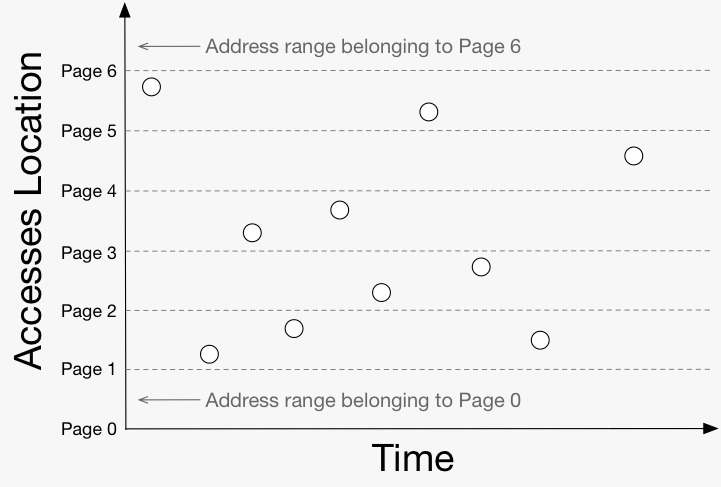 Address range belonging to Page 6
Page 6
Page 5
Page 4
Page 3
Page 2
Page 1
Address range belonging to Page 0
Page 0
Accesses Location
Time